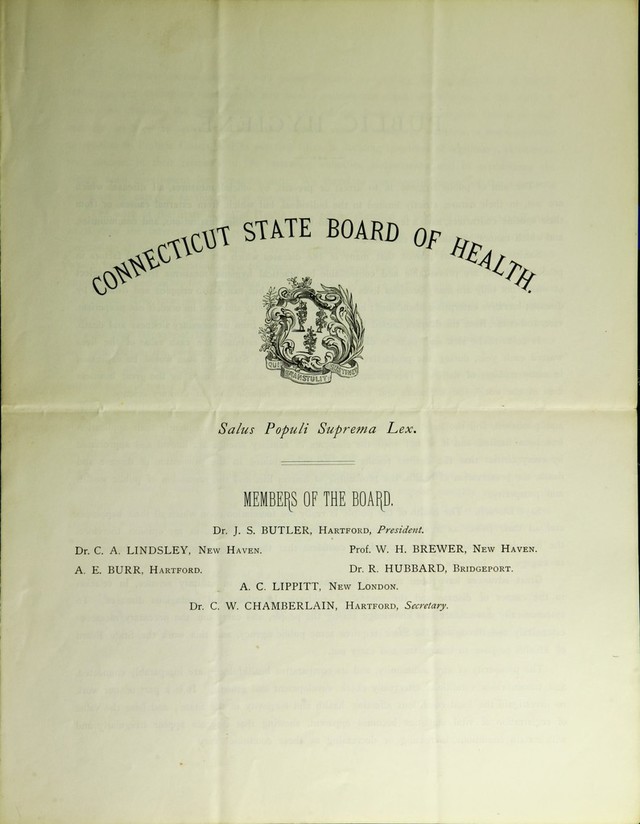 CONNECTICUT STATE BOARD OF HEALTH.
QUI TRANSTULIT SUSTINET
Salus Populi Suprema Lex.
MEMBERS OF THE BOARD.
Dr. J. S. BUTLER, Hartford, President.
Dr. C. A. LINDSLEY, New Haven. Prof. W. H. BREWER, New Haven.
A. E. BURR, Hartford. Dr. R. HUBBARD, Bridgeport.
A. C. LIPPITT, New London.
Dr. C. W. CHAMBERLAIN, Hartford, Secretary.